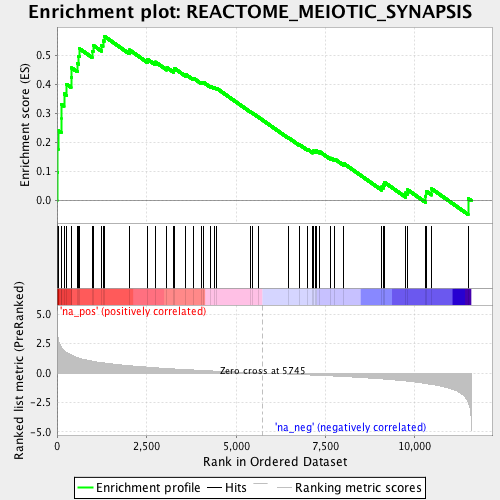 Enrichment plot: REACTOME_MEIOTIC_SYNAPSIS
Enrichment score (ES)
0.5
0.4
0.3
0.2
0.1
0.0
Ranked list metric (PreRanked)
'na_pos' (positively correlated)
5.0
2.5
0.0
-2.5
-5.0
Zero cross at 5745
'na_neg' (negatively correlated)
0
2,500
5,000
7,500
10,000
Rank in Ordered Dataset
Enrichment profile
Hits
Ranking metric scores